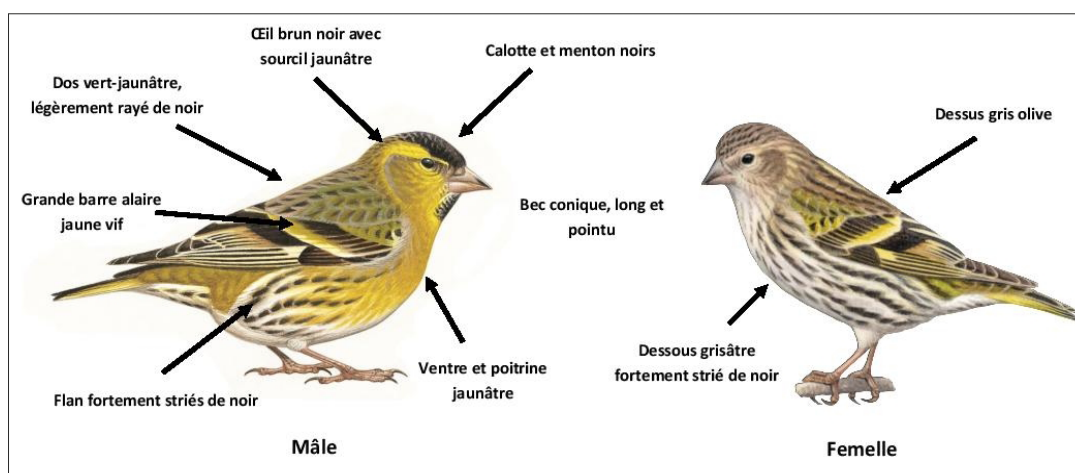 Œil brun noir avec
sourcil jaunâtre
Calotte et menton noirs
Dos vert-jaunâtre,
légèrement rayé de noir
Dessus gris olive
Grande barre alaire
jaune vif
Bec conique, long et
pointu
Dessous grisâtre
fortement strié de noir
Ventre et poitrine
jaunâtre
Flan fortement striés de noir
Mâle
Femelle